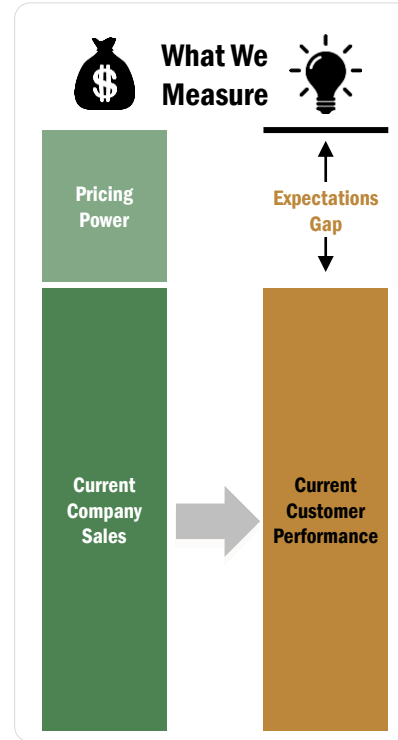 What We
Measure
$
Pricing
Power
Expectations
Gap
Current
Company
Sales
Current
Customer
Performance